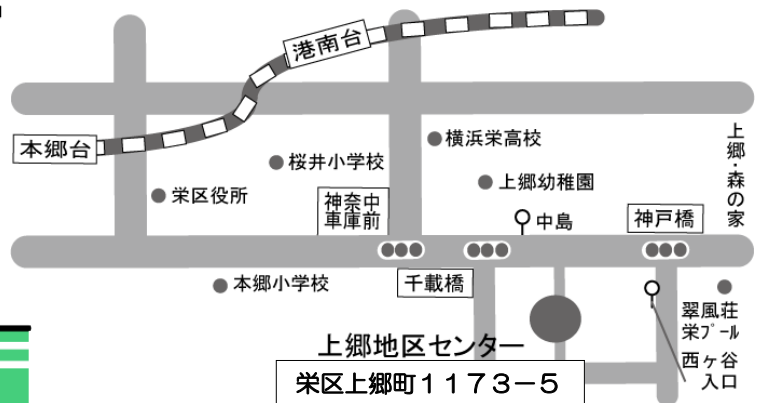 港南台
本郷台
横浜栄高校
上郷・森の家
桜井小学校
上郷幼稚園
栄区役所
神奈中
車庫前
中島
神戸橋
本郷小学校
千載橋
翠風荘
栄プール
西ヶ谷
入口
上郷地区センター
栄区上郷町1173-5